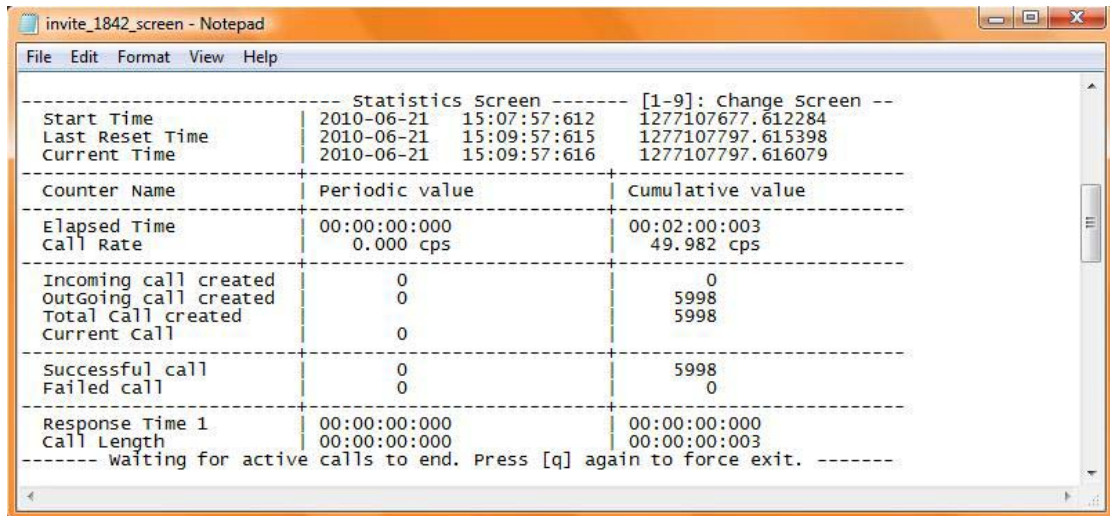 invite_1842_screen - Notepad
File Edit Format View Help
------------------------------ Statistics Screen ------- [1-9]: Change Screen --
Start Time | 2010-06-21 15:07:57:612 1277107677.612284
Last Reset Time | 2010-06-21 15:09:57:615 1277107797.615398
Current Time | 2010-06-21 15:09:57:616 1277107797.616079
-------------------------+---------------------------+--------------------------
Counter Name | Periodic value | Cumulative value
-------------------------+---------------------------+--------------------------
Elapsed Time | 00:00:00:000 | 00:02:00:003
Call Rate | 0.000 cps | 49.982 cps
-------------------------+---------------------------+--------------------------
Incoming call created | 0 | 0
OutGoing call created | 0 | 5998
Total Call created | | 5998
Current Call | 0 |
-------------------------+---------------------------+--------------------------
Successful call | 0 | 5998
Failed call | 0 | 0
-------------------------+---------------------------+--------------------------
Response Time 1 | 00:00:00:000 | 00:00:00:000
Call Length | 00:00:00:000 | 00:00:00:003
------- Waiting for active calls to end. Press [q] again to force exit. -------